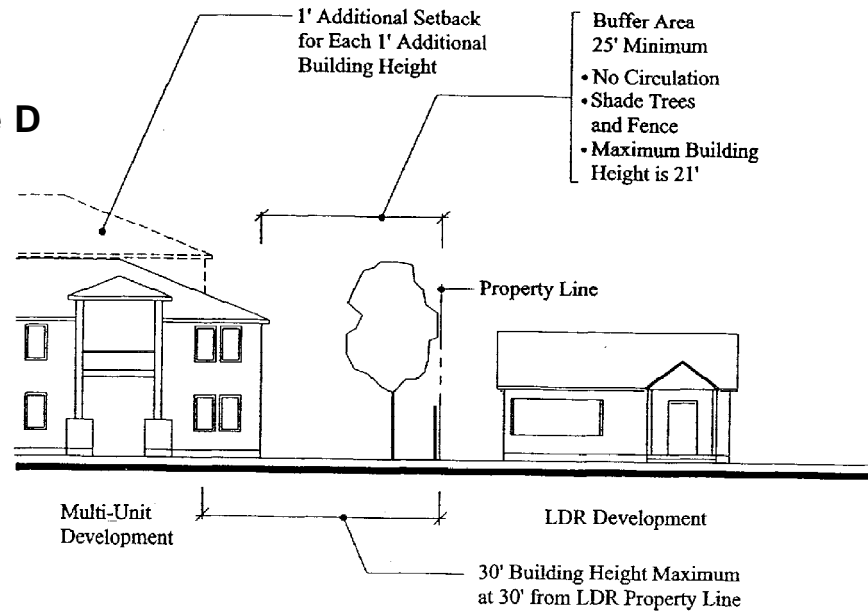 1' Additional Setback
for Each 1' Additional
Building Height
Buffer Area
25' Minimum
• No Circulation
• Shade Trees
and Fence
• Maximum Building
Height is 21'
D
Property Line
Multi-Unit
Development
LDR Development
30' Building Height Maximum
at 30' from LDR Property Line